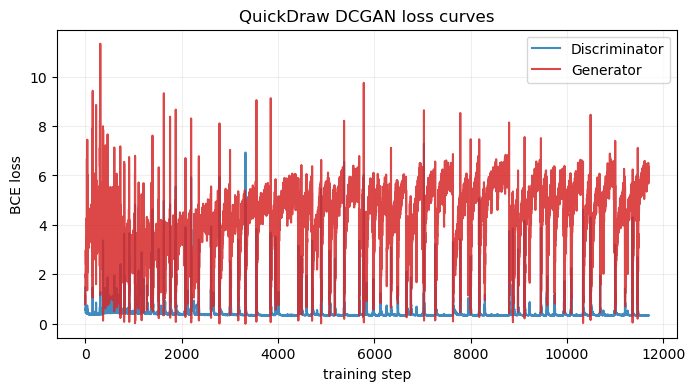 QuickDraw DCGAN loss curves
Discriminator
Generator
BCE loss
10
8
6
4
2
0
0 2000 4000 6000 8000 10000 12000
training step